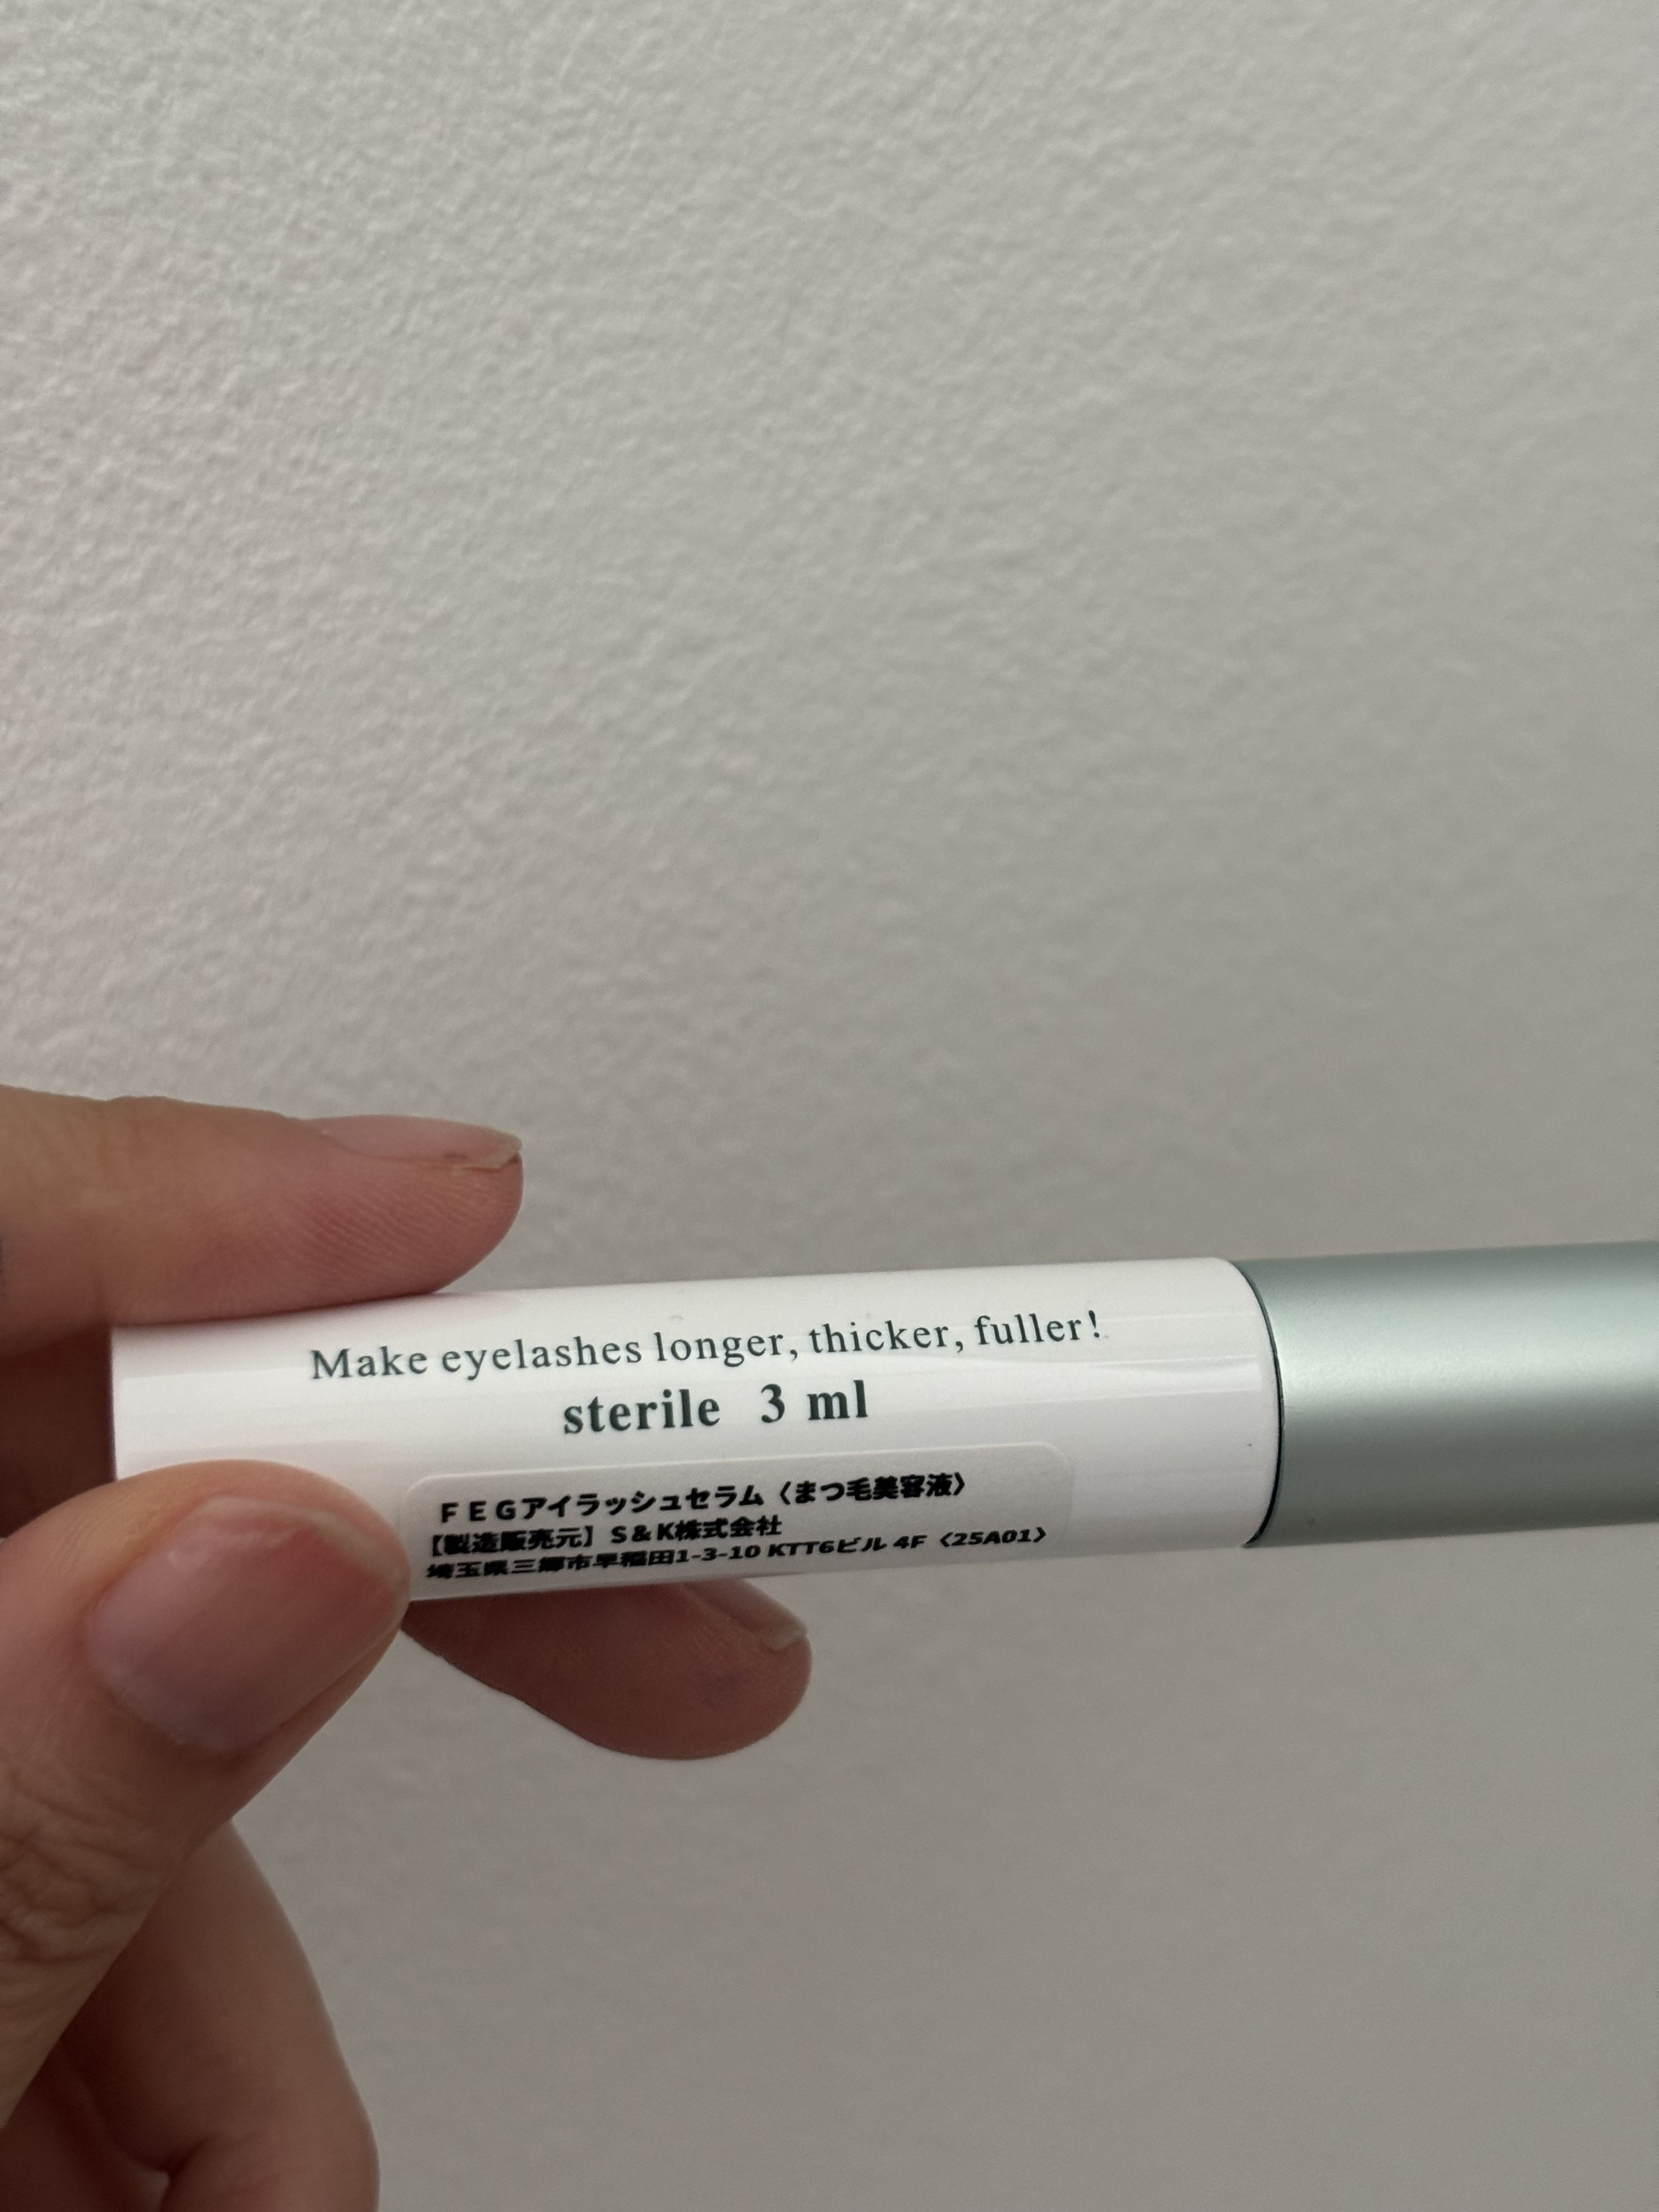 Make eyelashes longer, thicker, fuller!
sterile 3 ml
ＦＥＧアイラッシュセラム〈まつ毛美容液〉
【製造販売元】S&K株式会社
埼玉県三郷市早稲田1-3-10 KTT6ビル 4F〈25A01〉